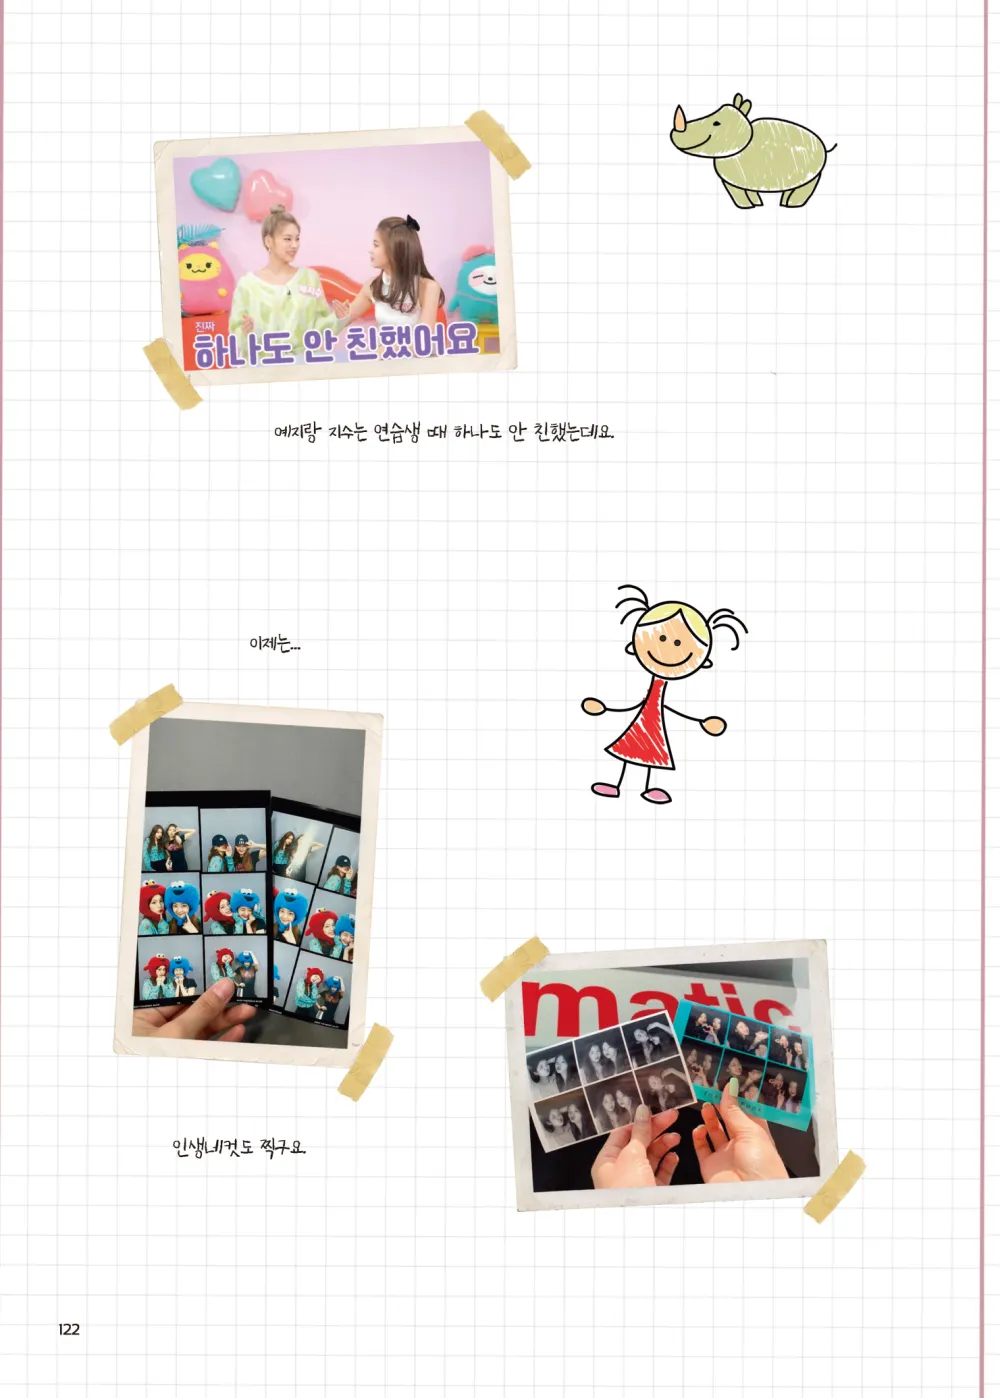 진짜
하나도 안 친했어요
예지랑 지수는 연습생 때 하나도 안 친했는데요.
이제는...
matic
인생네컷도 찍구요.
122